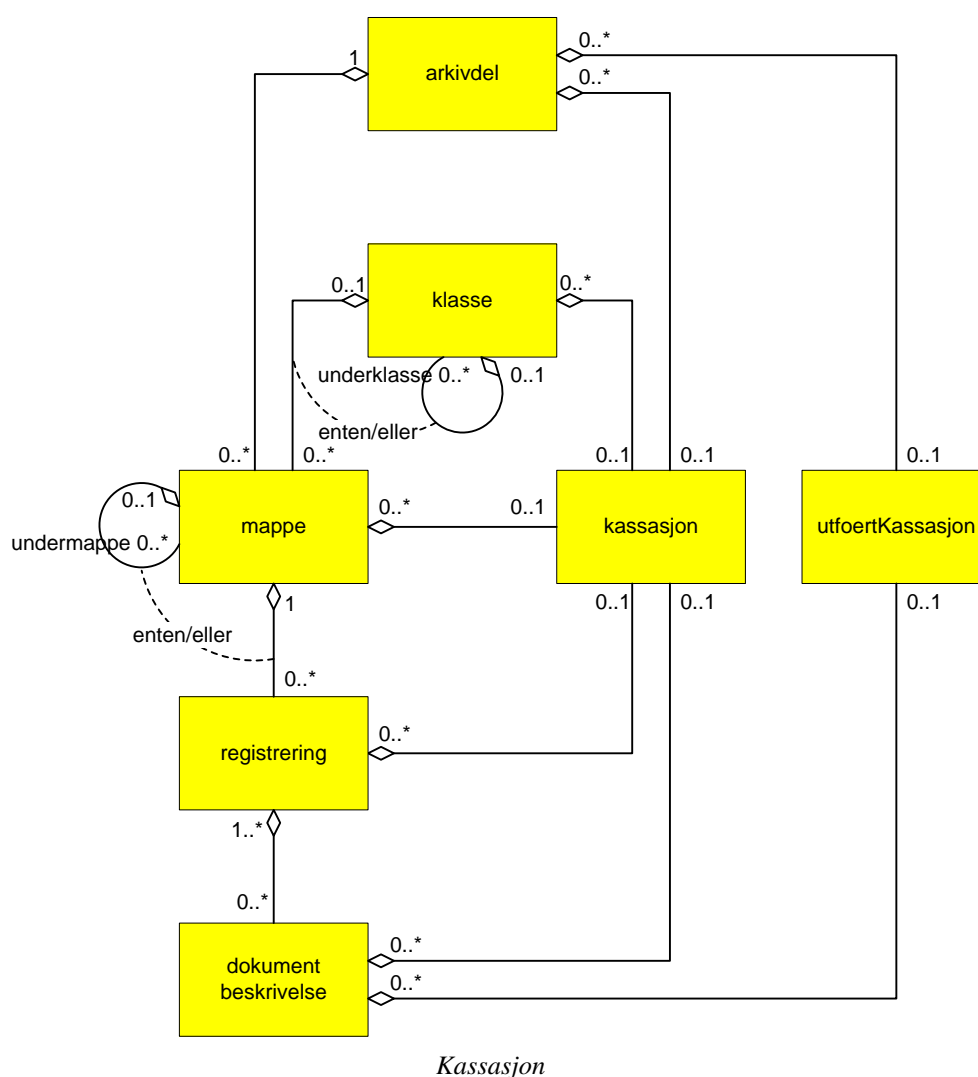 0..*
1
arkivdel
0..*
0..1
klasse
0..*
underklasse 0..*
0..1
enten/eller
0..*
0..*
0..1
0..1
0..1
0..1
mappe
0..*
0..1
kassasjon
utfoertKassasjon
undermappe 0..*
1
0..1
0..1
0..1
enten/eller
0..*
registrering
0..*
1..*
0..*
dokument
beskrivelse
0..*
0..*
Kassasjon